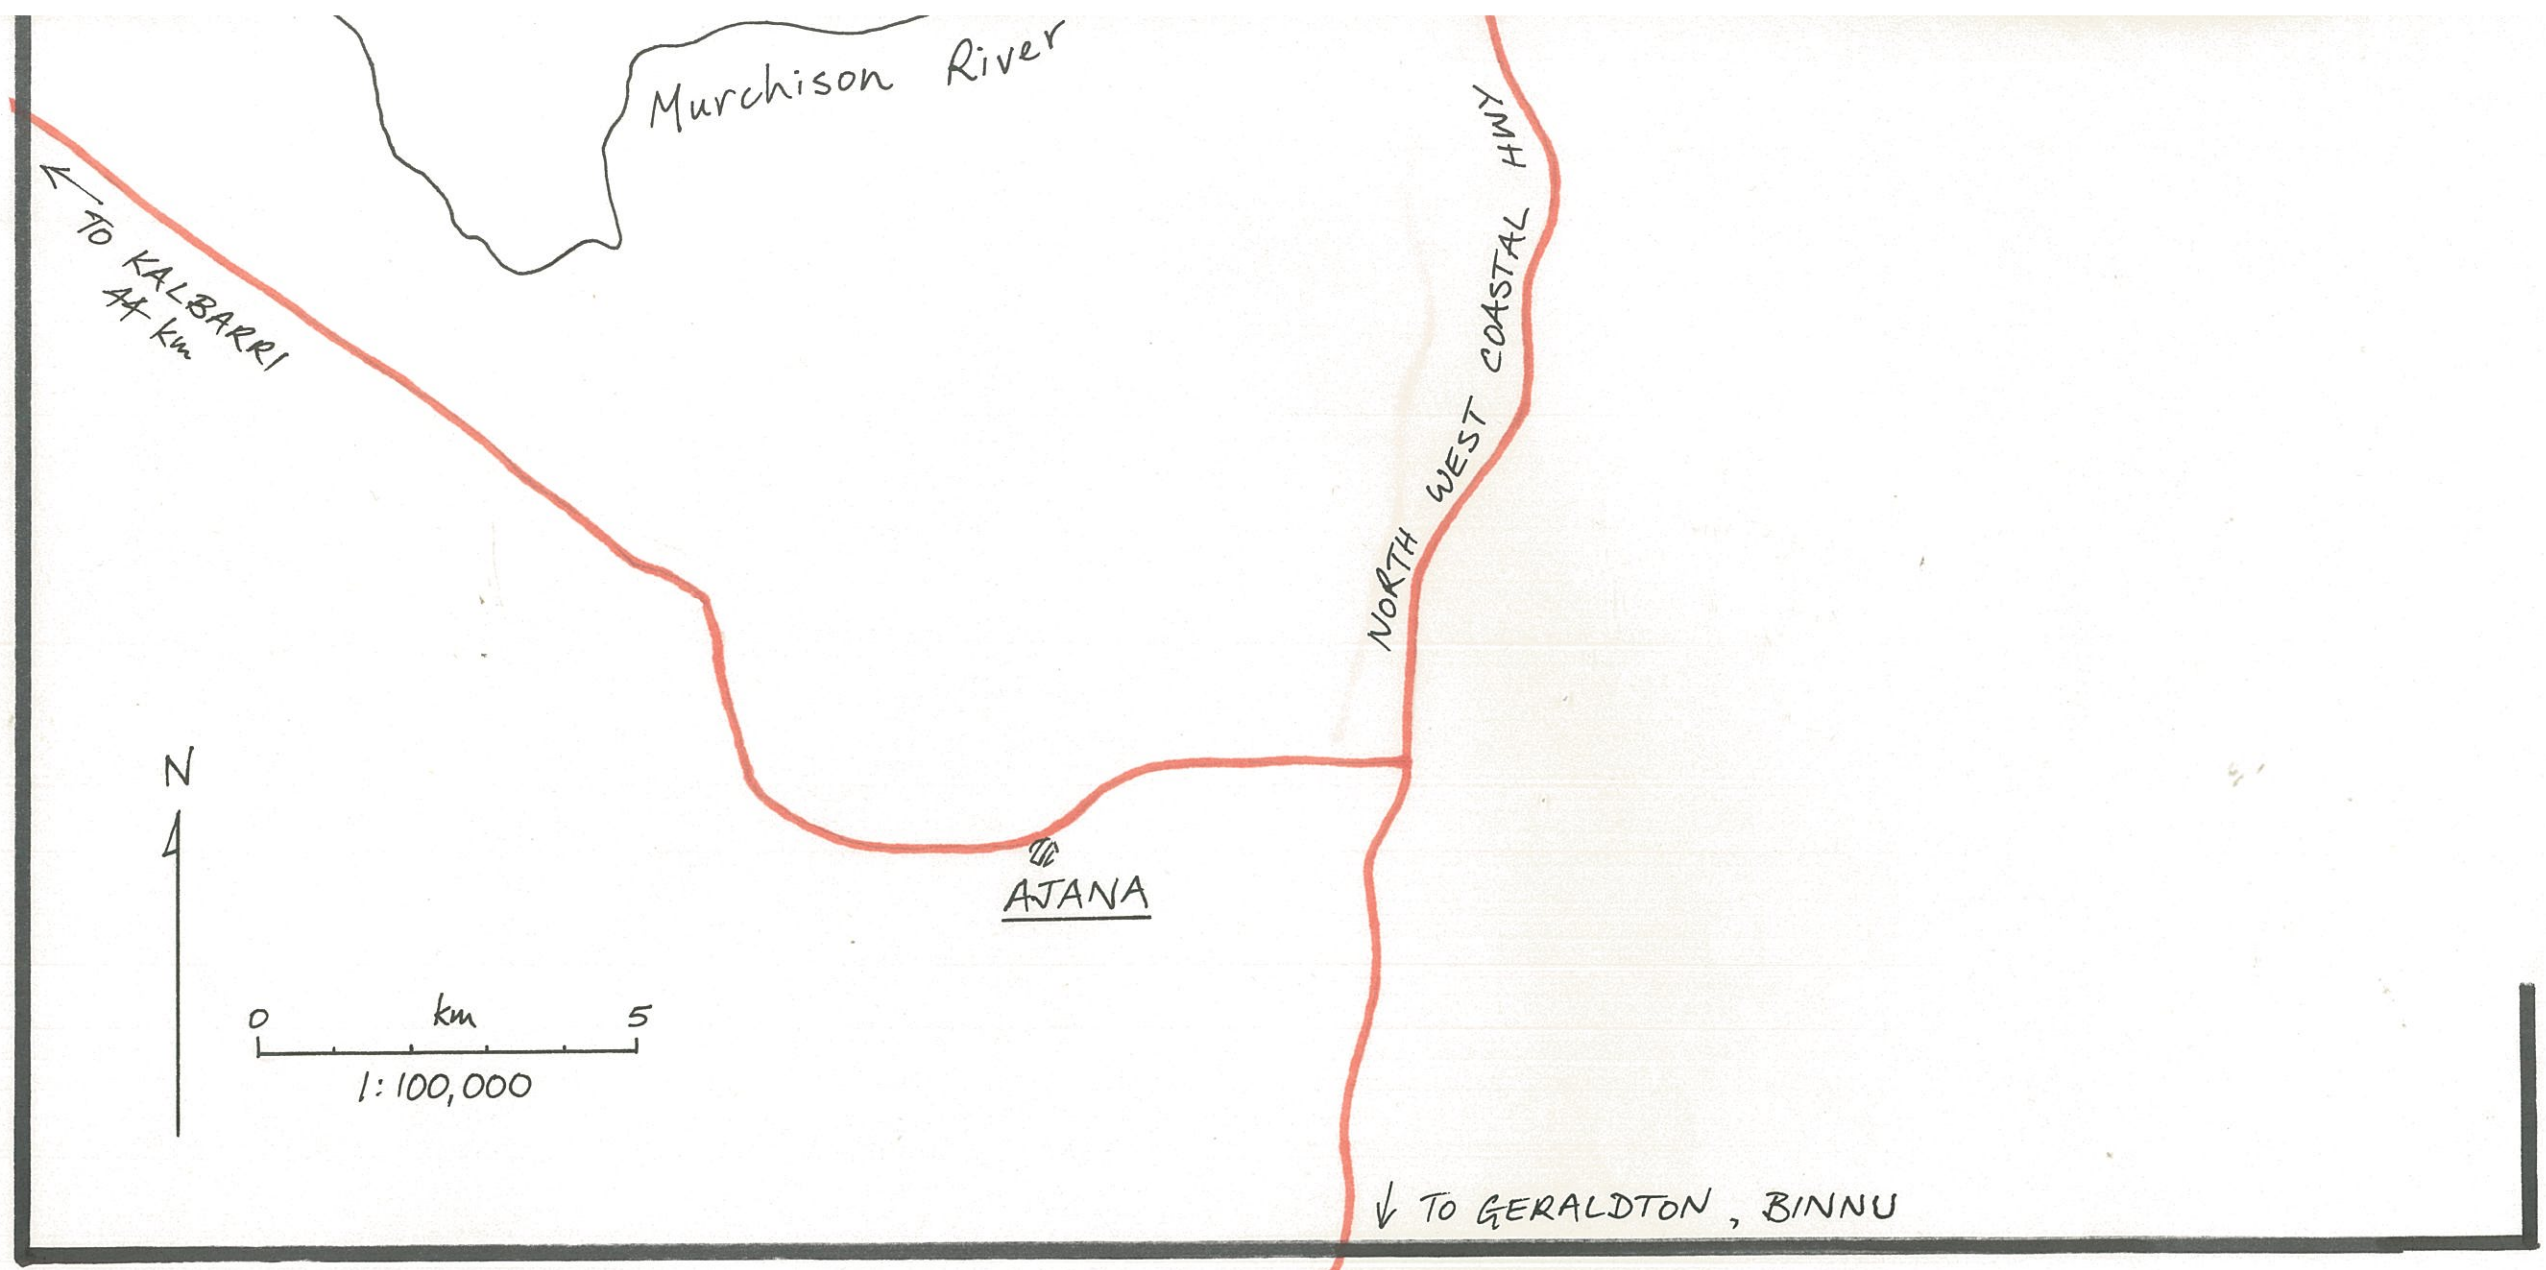 Murchison River
NORTH WEST COASTAL HWY
TO KALBARRI
44 km
N
AJANA
0 km 5
1:100,000
TO GERALDTON, BINNU